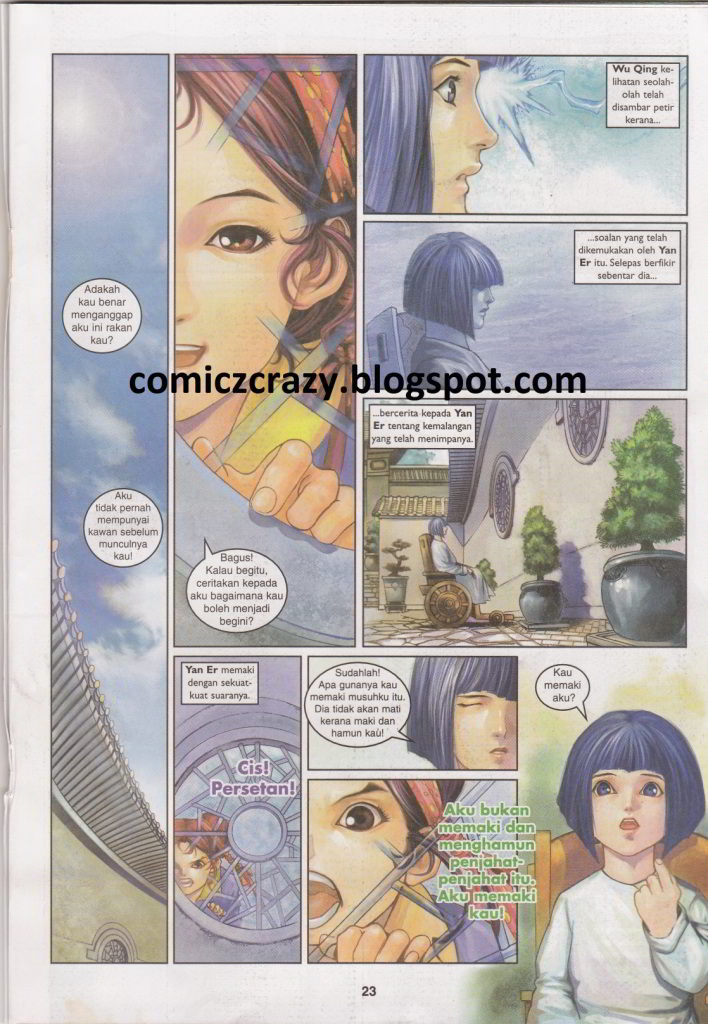 Adakah
kau benar
menganggap
aku ini rakan
kau?
Aku
tidak pernah
mempunyai
kawan sebelum
munculnya
kau!
Bagus!
Kalau begitu,
ceritakan kepada
aku bagaimana kau
boleh menjadi
begini?
Wu Qing ke-
lihatan seolah-
olah telah
disambar petir
kerana...
...soalan yang telah
dikemukakan oleh Yan
Er itu. Selepas berfikir
sebentar dia...
comiczcrazy.blogspot.com
...bercerita kepada Yan
Er tentang kemalangan
yang telah menimpanya.
Yan Er memaki
dengan sekuat-
kuat suaranya.
Cis!
Persetan!
Sudahlah!
Apa gunanya kau
memaki musuhku itu.
Dia tidak akan mati
kerana maki dan
hamun kau!
Aku bukan
memaki dan
menghamun
penjahat-
penjahat itu.
Aku memaki
kau!
Kau
memaki
aku?
23